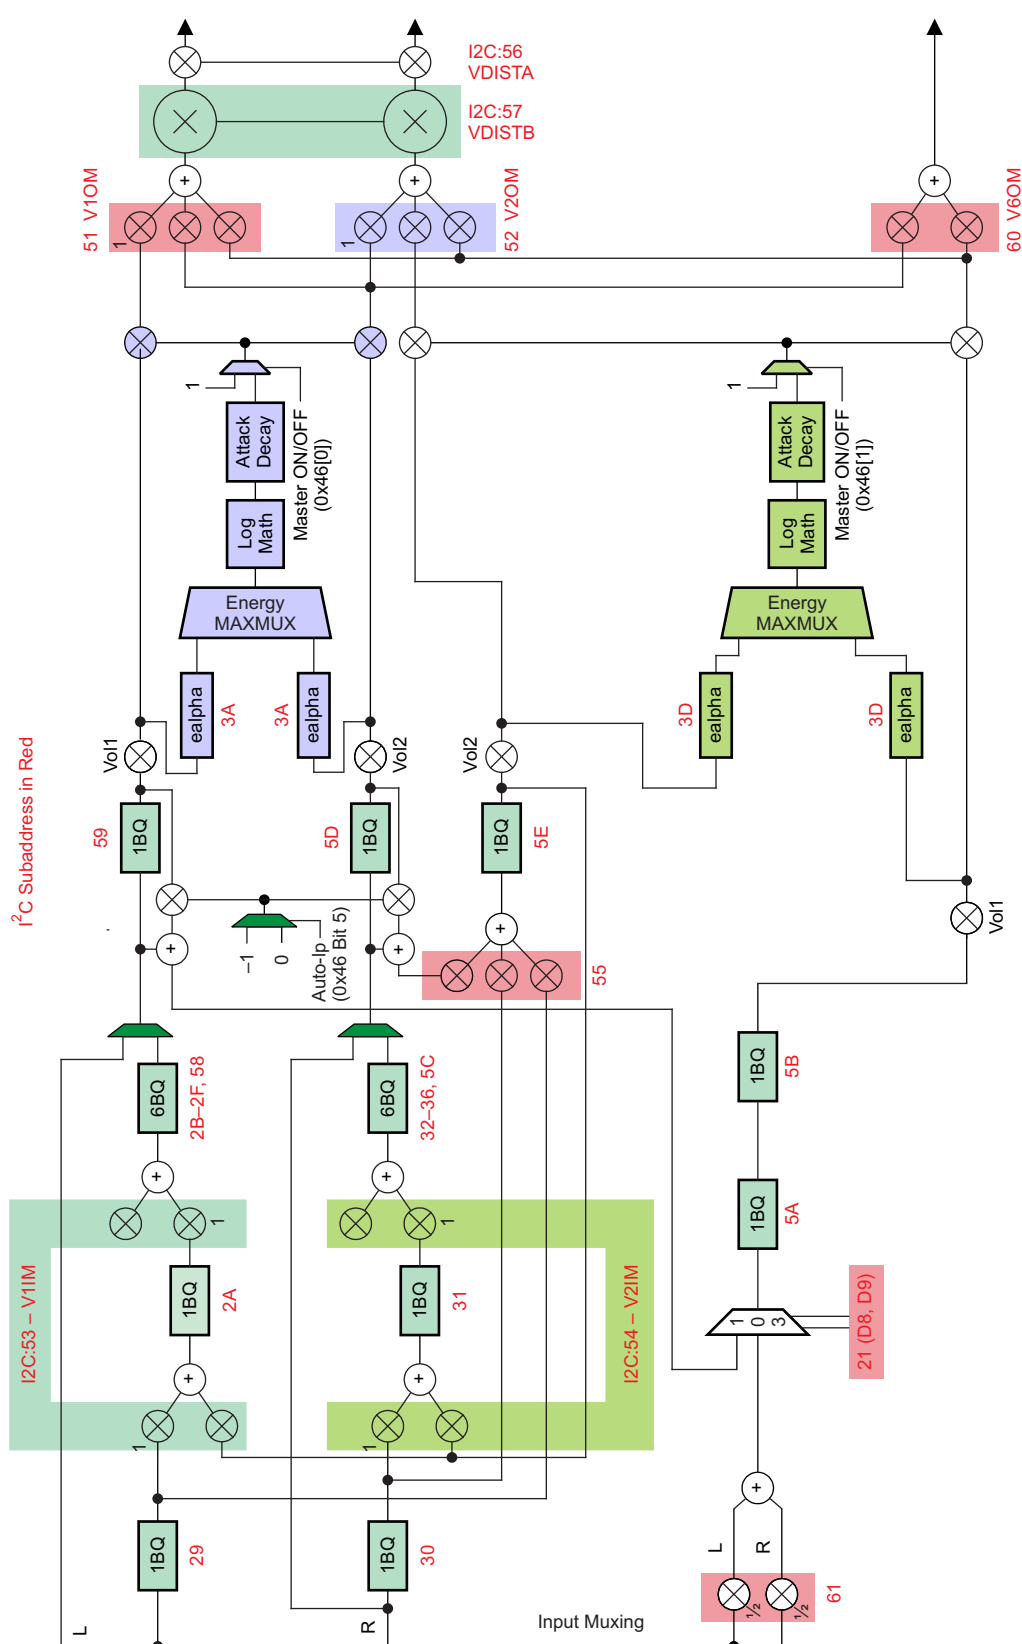 I2C:56
VDISTA
I2C:57
VDISTB
51 V1OM
1
52 V2OM
1
60 V6OM
1
Attack
Decay
Master ON/OFF
(0x46[0])
Log
Math
Energy
MAXMUX
ealpha
3A
ealpha
3A
1
Attack
Decay
Master ON/OFF
(0x46[1])
Log
Math
Energy
MAXMUX
ealpha
3D
ealpha
3D
I2C Subaddress in Red
Vol1
Vol2
Vol2
Vol1
59
1BQ
5D
1BQ
1BQ
5E
+
+
+
+
+
+
–1
0
Auto-lp
(0x46 Bit 5)
55
6BQ
2B–2F, 58
6BQ
32–36, 5C
1BQ
5B
1BQ
5A
+
+
1
1
I2C:53 – V1IM
1BQ
2A
1BQ
31
I2C:54 – V2IM
+
+
1
1
1
0
3
21 (D8, D9)
1BQ
29
1BQ
30
+
L
R
½
½
61
L
R
Input Muxing